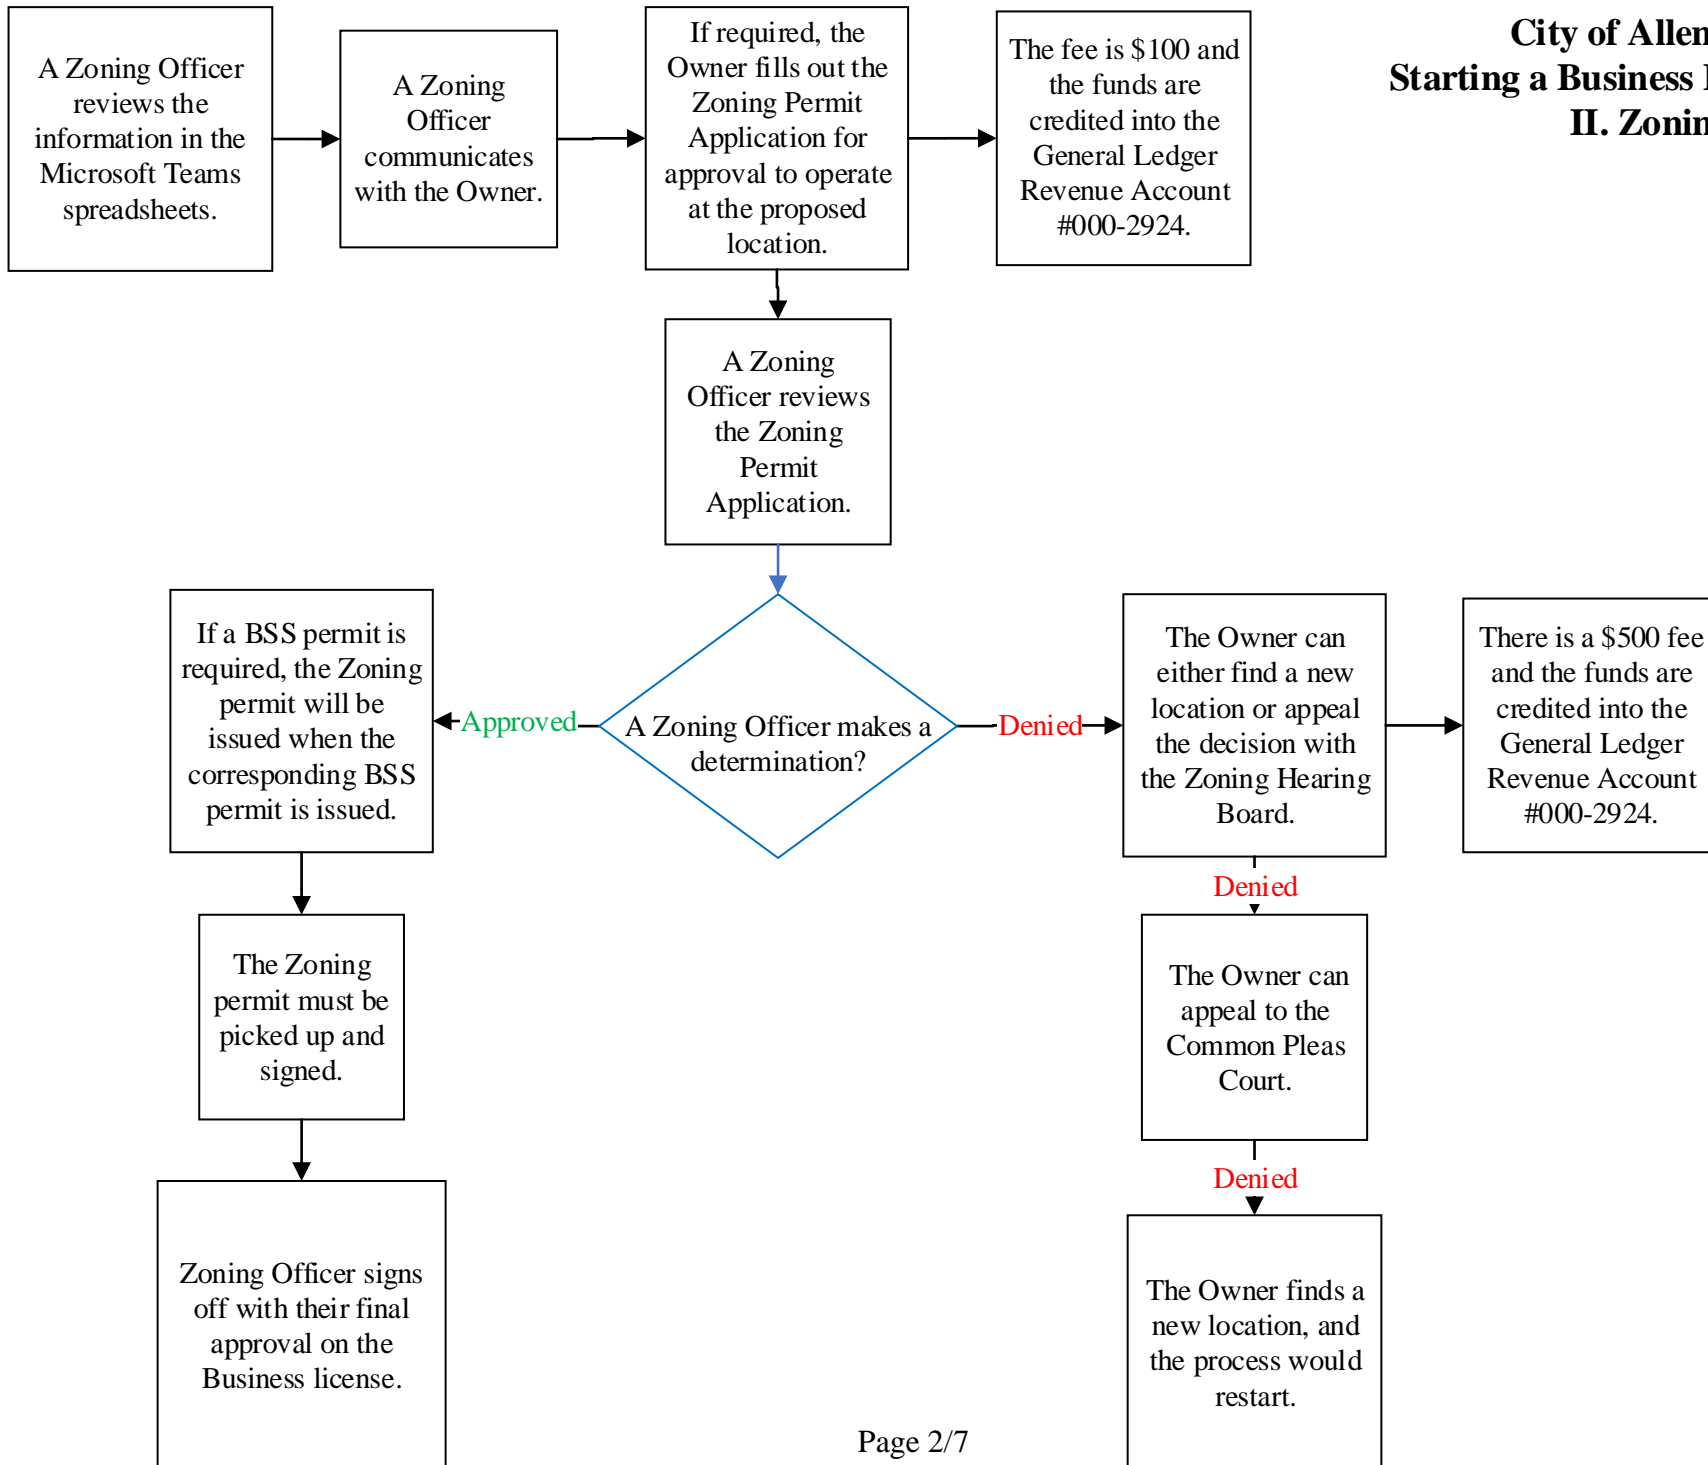 A Zoning Officer
reviews the
information in the
Microsoft Teams
spreadsheets.
A Zoning
Officer
communicates
with the Owner.
If required, the
Owner fills out the
Zoning Permit
Application for
approval to operate
at the proposed
location.
The fee is $100 and
the funds are
credited into the
General Ledger
Revenue Account
#000-2924.
City of Allen
Starting a Business
II. Zonin
A Zoning
Officer reviews
the Zoning
Permit
Application.
If a BSS permit is
required, the Zoning
permit will be
issued when the
corresponding BSS
permit is issued.
Approved
A Zoning Officer makes a
determination?
Denied
The Owner can
either find a new
location or appeal
the decision with
the Zoning Hearing
Board.
There is a $500 fee
and the funds are
credited into the
General Ledger
Revenue Account
#000-2924.
Denied
The Zoning
permit must be
picked up and
signed.
The Owner can
appeal to the
Common Pleas
Court.
Denied
Zoning Officer signs
off with their final
approval on the
Business license.
The Owner finds a
new location, and
the process would
restart.
Page 2/7